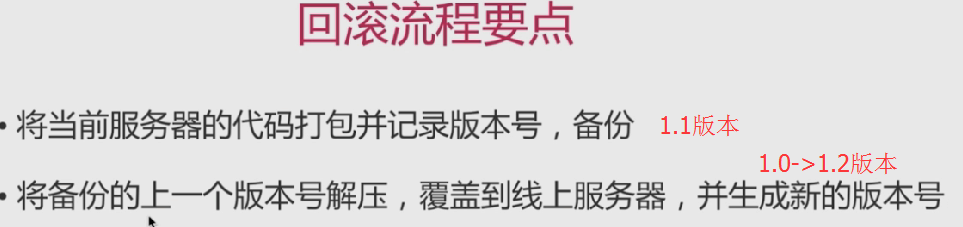 回滚流程要点
• 将当前服务器的代码打包并记录版本号，备份 1.1版本
1.0->1.2版本
• 将备份的上一个版本号解压，覆盖到线上服务器，并生成新的版本号